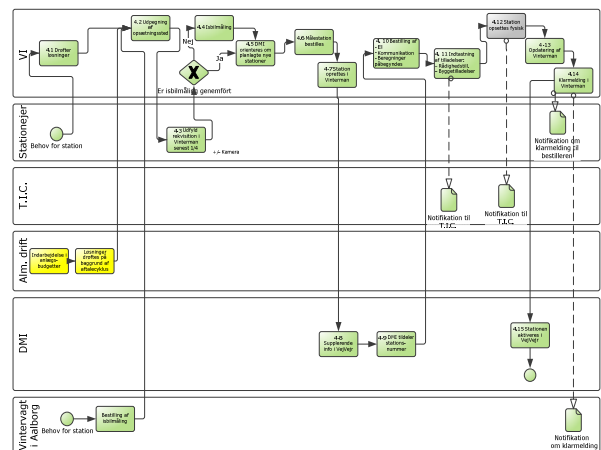 VI
4.1 Drøfter
løsninger
4.2 Udpegning
af
opsætningssted
4.4 Isbilmåling
Nej
Ja
Er isbilmåling genemført
4.5 DMI
orienteres om
planlagte nye
stationer
4.6 Målestation
bestilles
4-7 Station
oprettes i
Vinterman
4. 10 Bestilling af
• El
• Kommunikation
• Beregninger
påbegyndes
4. 11 Indtastning
af tilladelser:
- Rådighedstil.
- Byggetilladelser
4.12 Station
opsættes fysisk
4-13
Opdatering af
Vinterman
4.14
Klarmelding i
Vinterman
Stationejer
Behov for station
4-3 Udfyld
rekvisition i
Vinterman
senest 1/4
+/- Kamera
Notifikation om
klarmelding til
bestilleren
T.I.C.
Notifikation til
T.I.C.
Notifikation til
T.I.C.
Alm. drift
Indarbejdelse i
anlægs-
budgetter
Løsninger
drøftes på
baggrund af
aftalecyklus
DMI
4-8
Supplerende
info i VejVejr
4-9 DMI tildeler
stations-
nummer
4.15 Stationen
aktiveres i
VejVejr
Vintervagt
i Aalborg
Behov for station
Bestilling af
isbilmåling
Notifikation
om klarmelding